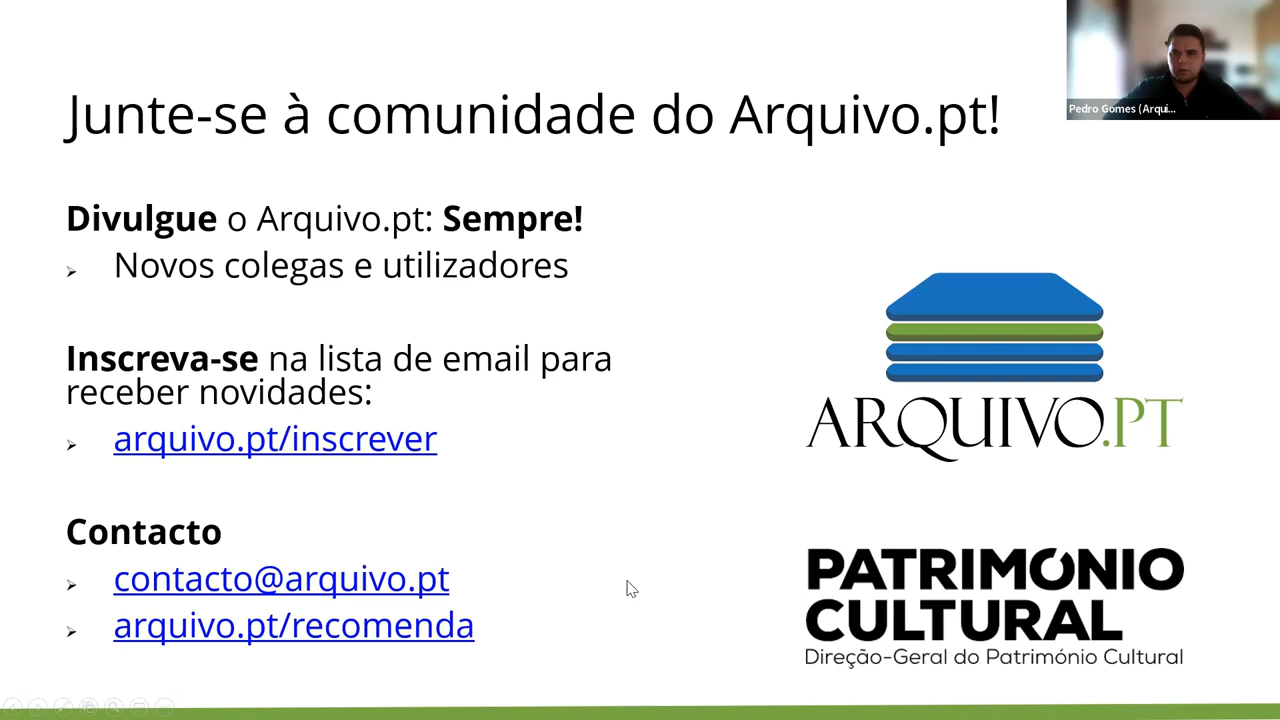 Junte-se à comunidade do Arquivo.pt!
Pedro Gomes (Arqui...
Divulgue o Arquivo.pt: Sempre!
Novos colegas e utilizadores
Inscreva-se na lista de email para
receber novidades:
arquivo.pt/inscrever
Contacto
contacto@arquivo.pt
arquivo.pt/recomenda
ARQUIVO.PT
PATRIMÓNIO
CULTURAL
Direção-Geral do Património Cultural